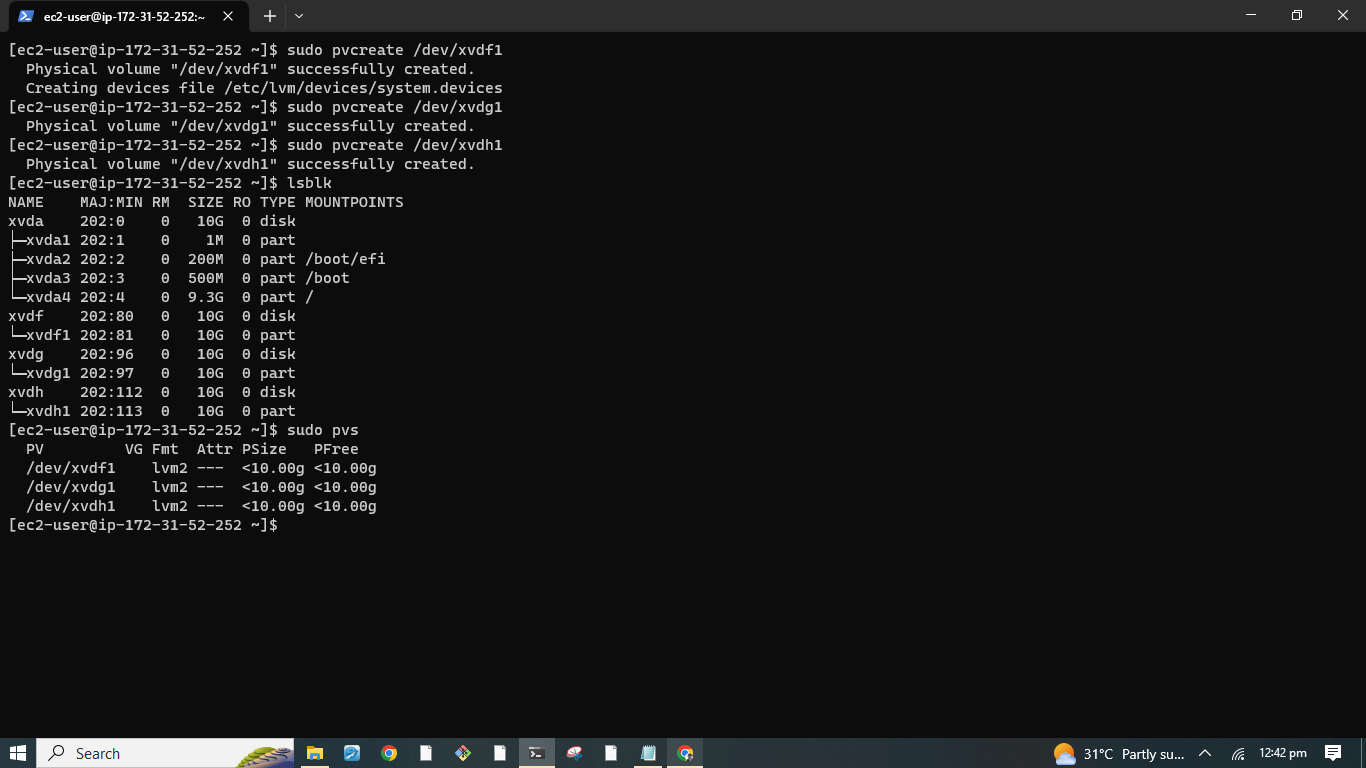 ec2-user@ip-172-31-52-252:~
[ec2-user@ip-172-31-52-252 ~]$ sudo pvcreate /dev/xvdf1
  Physical volume "/dev/xvdf1" successfully created.
  Creating devices file /etc/lvm/devices/system.devices
[ec2-user@ip-172-31-52-252 ~]$ sudo pvcreate /dev/xvdg1
  Physical volume "/dev/xvdg1" successfully created.
[ec2-user@ip-172-31-52-252 ~]$ sudo pvcreate /dev/xvdh1
  Physical volume "/dev/xvdh1" successfully created.
[ec2-user@ip-172-31-52-252 ~]$ lsblk
NAME    MAJ:MIN RM  SIZE RO TYPE MOUNTPOINTS
xvda    202:0    0   10G  0 disk
├─xvda1 202:1    0    1M  0 part
├─xvda2 202:2    0  200M  0 part /boot/efi
├─xvda3 202:3    0  500M  0 part /boot
└─xvda4 202:4    0  9.3G  0 part /
xvdf    202:80   0   10G  0 disk
└─xvdf1 202:81   0   10G  0 part
xvdg    202:96   0   10G  0 disk
└─xvdg1 202:97   0   10G  0 part
xvdh    202:112  0   10G  0 disk
└─xvdh1 202:113  0   10G  0 part
[ec2-user@ip-172-31-52-252 ~]$ sudo pvs
  PV         VG Fmt  Attr PSize   PFree
  /dev/xvdf1    lvm2 ---  <10.00g <10.00g
  /dev/xvdg1    lvm2 ---  <10.00g <10.00g
  /dev/xvdh1    lvm2 ---  <10.00g <10.00g
[ec2-user@ip-172-31-52-252 ~]$
Search
31°C Partly su...
12:42 pm